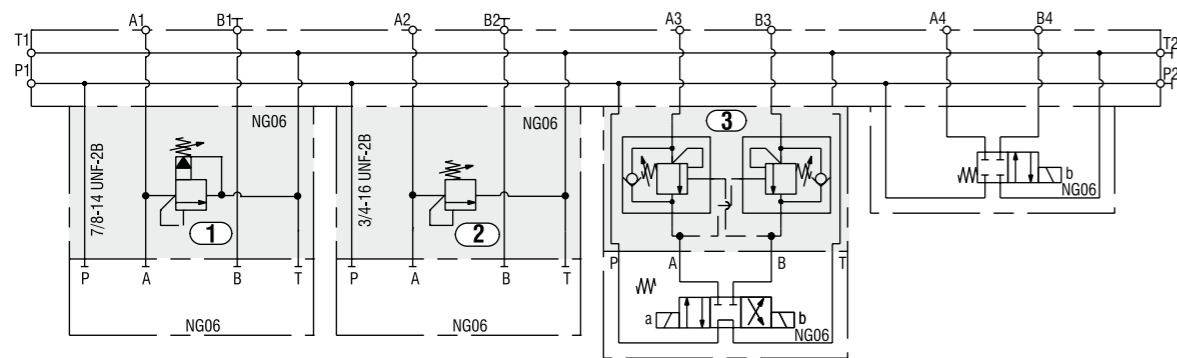 A1 B1 A2 B2 A3 B3 A4 B4
T1 T2
P1 P2
NG06 NG06
7/8-14 UNF-2B
1
3/4-16 UNF-2B
2
3
b
NG06
P A B T P A B T P A B T
a b
NG06
NG06 NG06